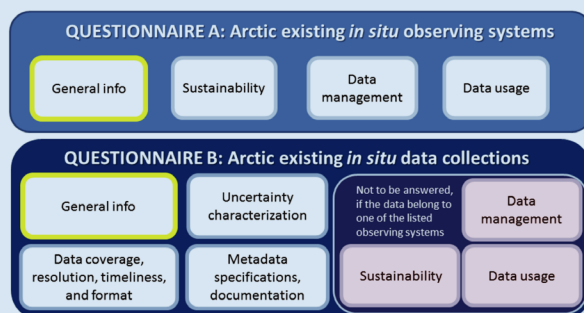 QUESTIONNAIRE A: Arctic existing in situ observing systems
General info
Sustainability
Data
management
Data usage
QUESTIONNAIRE B: Arctic existing in situ data collections
General info
Uncertainty
characterization
Not to be answered,
if the data belong to
one of the listed
observing systems
Data
management
Data coverage,
resolution, timeliness,
and format
Metadata
specifications,
documentation
Sustainability
Data usage